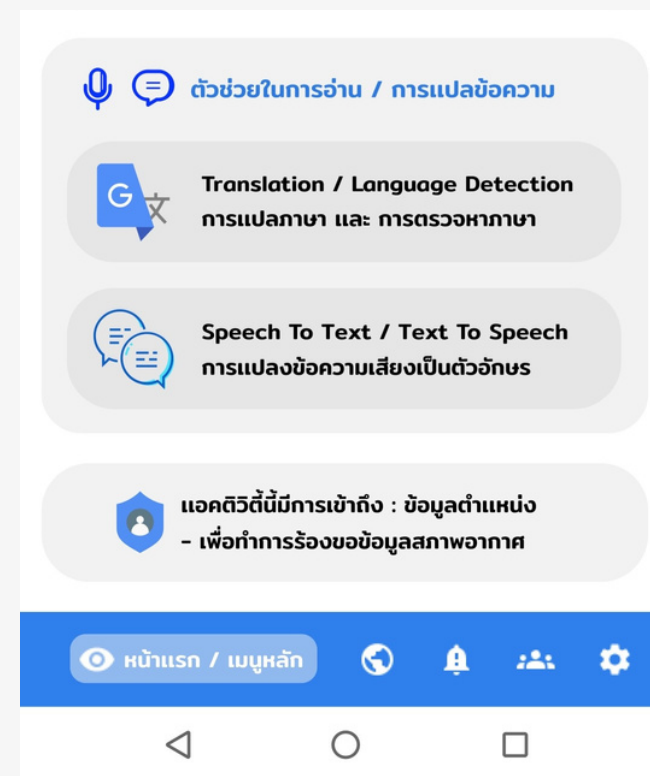 ตัวช่วยในการอ่าน / การแปลข้อความ
G 文
Translation / Language Detection
การแปลภาษา และ การตรวจหาภาษา
Speech To Text / Text To Speech
การแปลงข้อความเสียงเป็นตัวอักษร
แอคติวิตี้นี้มีการเข้าถึง : ข้อมูลตำแหน่ง
- เพื่อทำการร้องขอข้อมูลสภาพอากาศ
หน้าแรก / เมนูหลัก